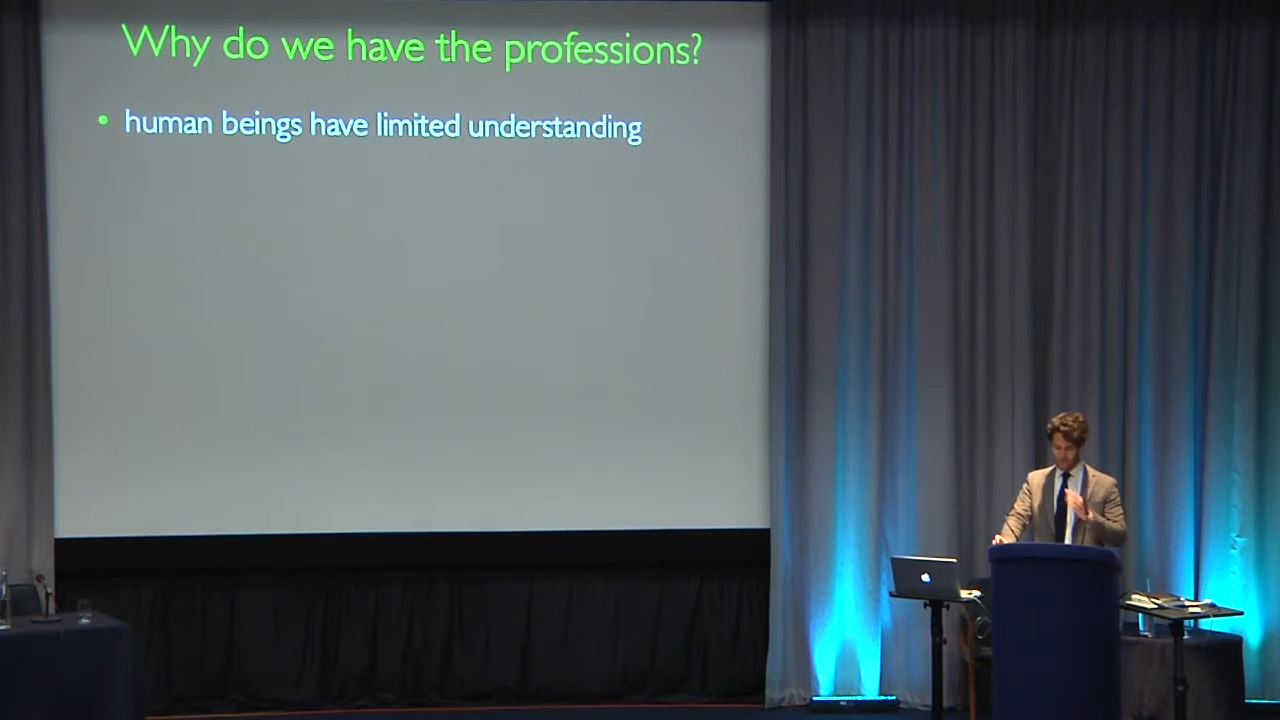 Why do we have the professions?
• human beings have limited understanding